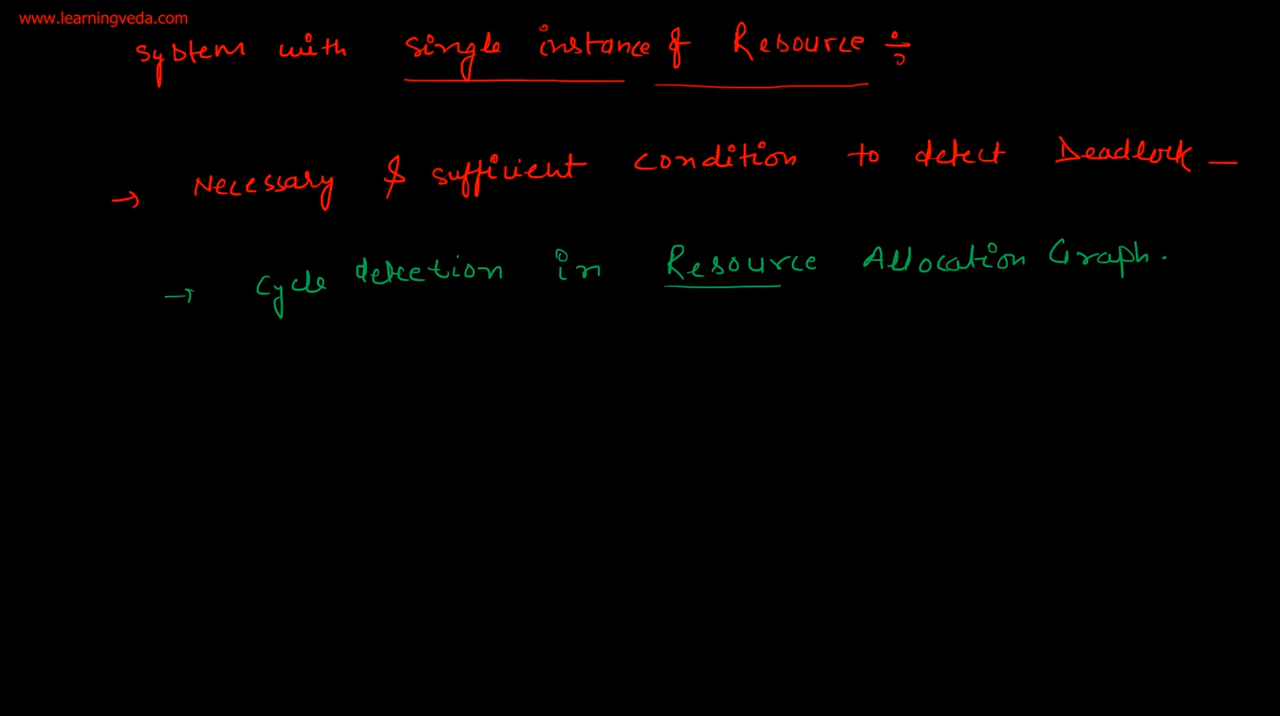 www.learningveda.com
system with single instance of Resource :
→ Necessary & sufficient condition to detect Deadlock —
→ cycle detection in Resource Allocation Graph.